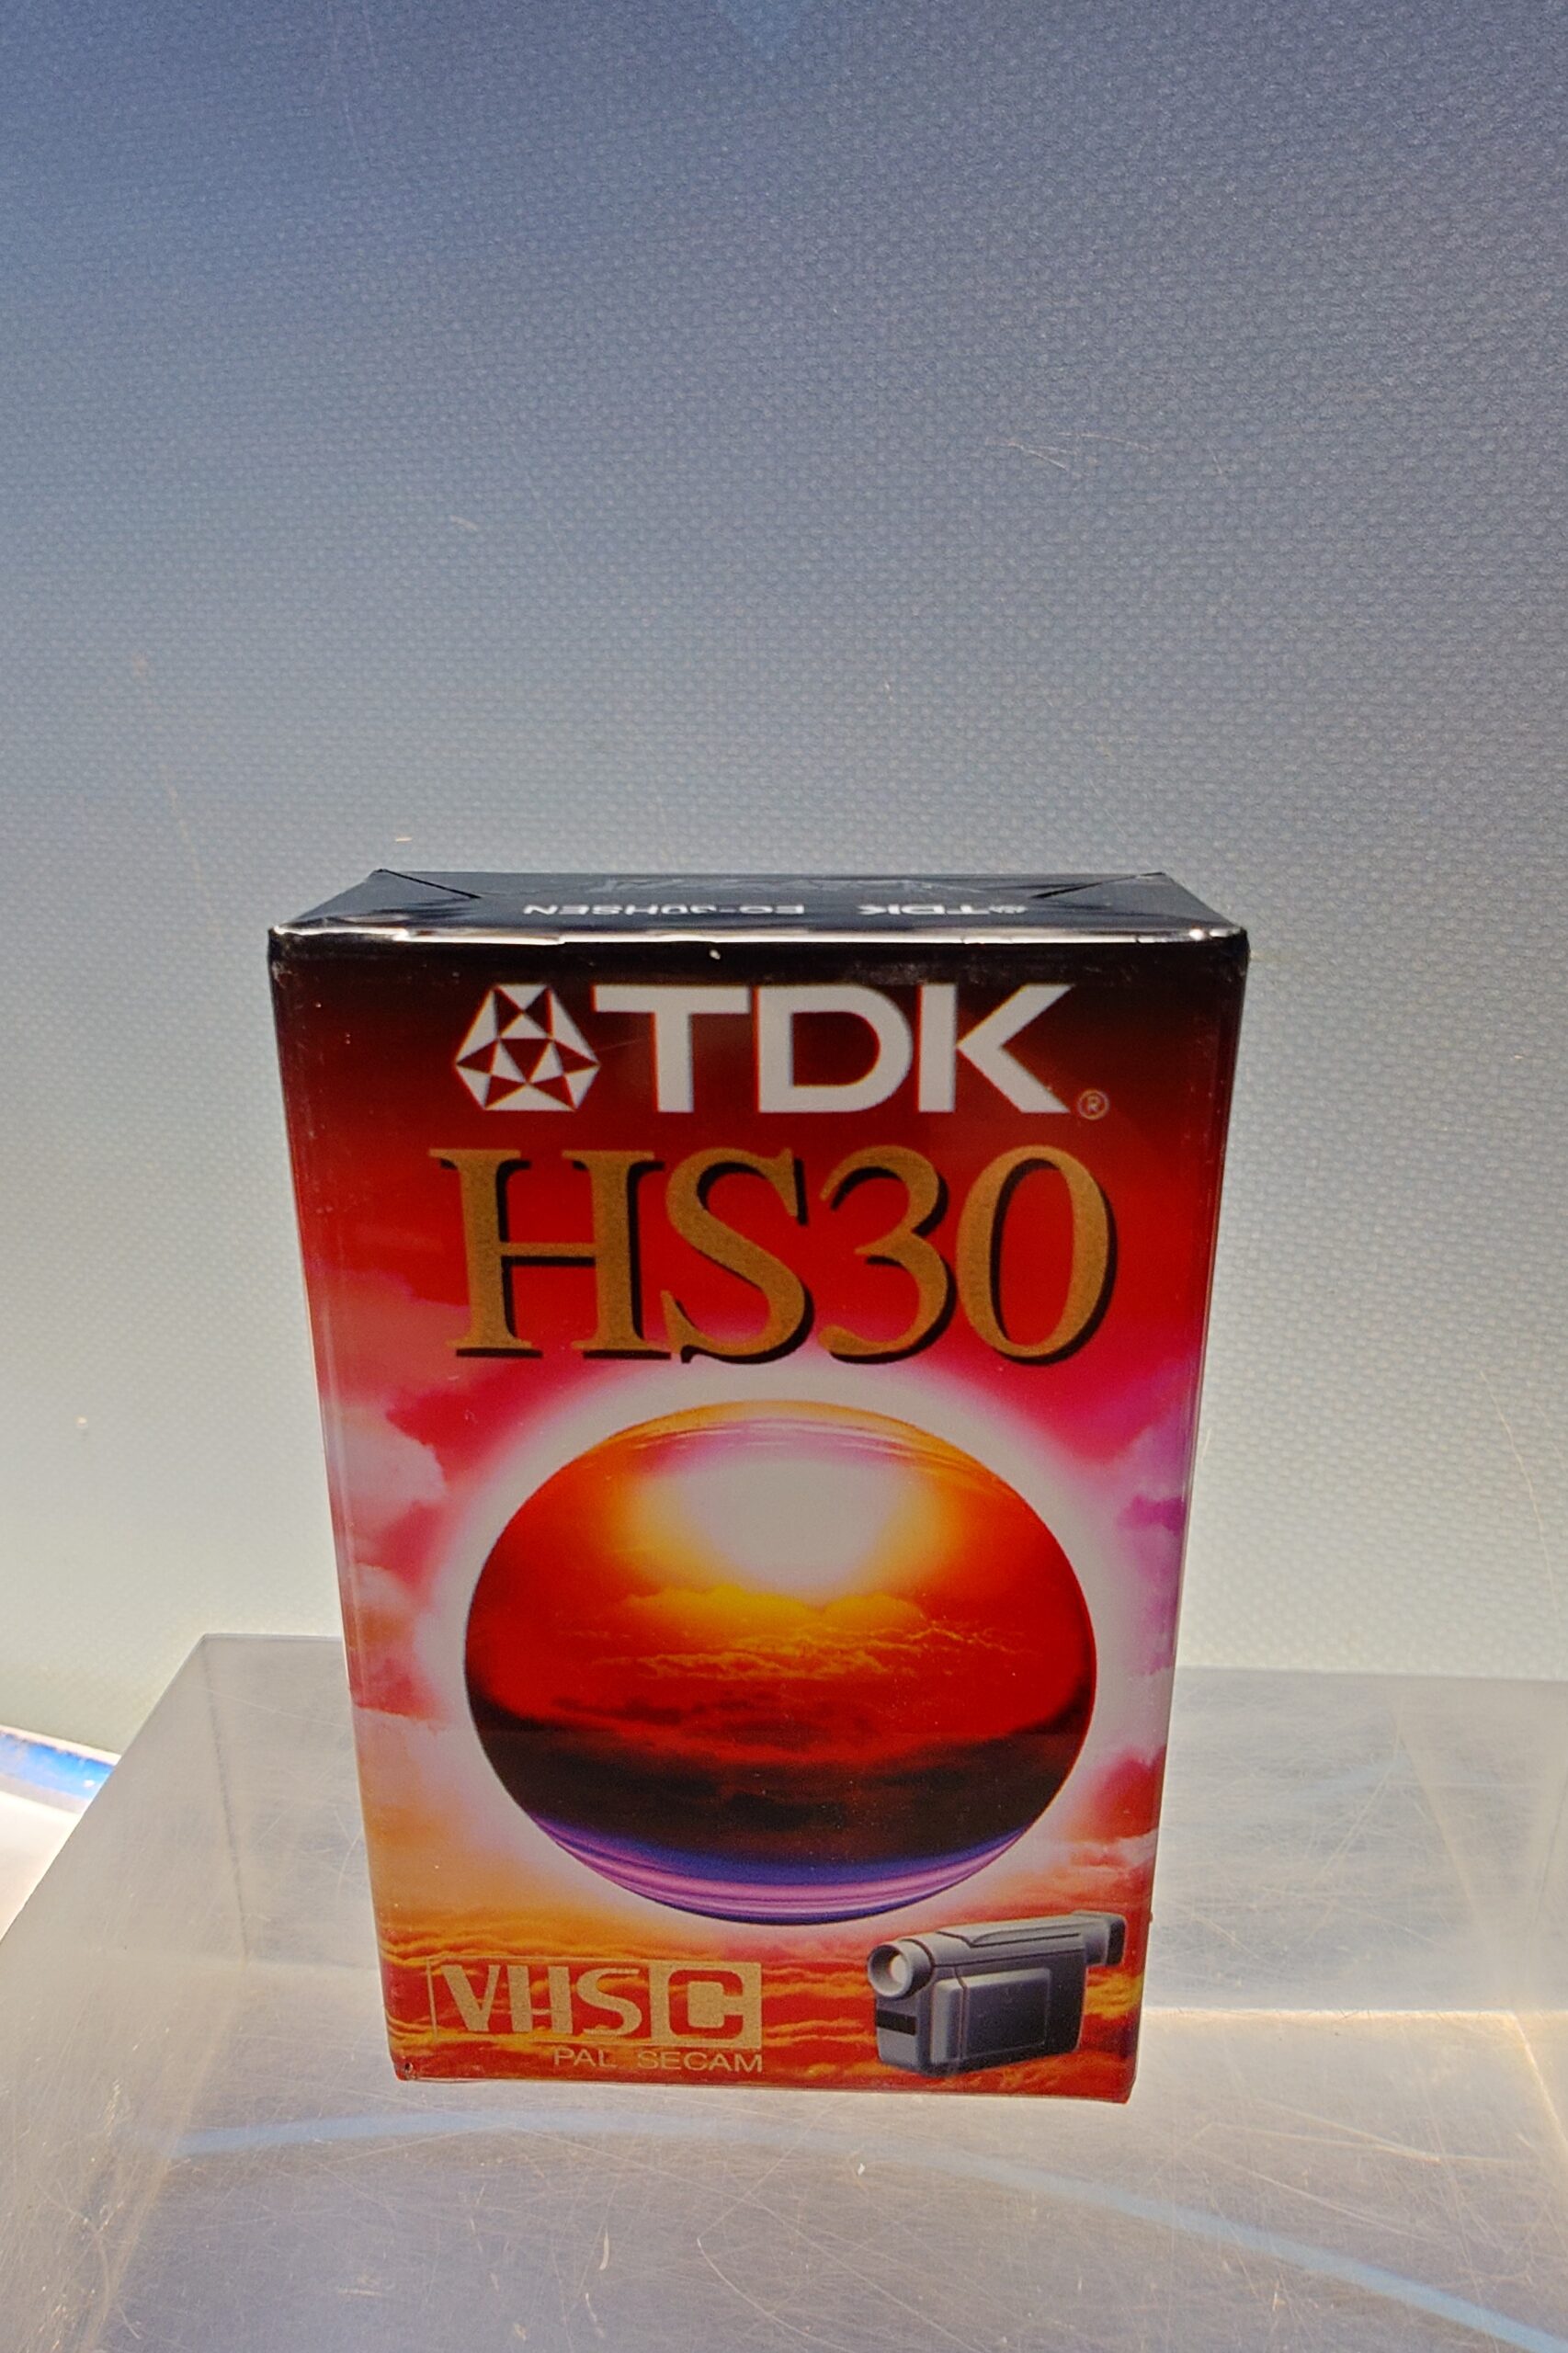 TDK EC-30HSEN
TDK®
HS30
VHS C
PAL SECAM